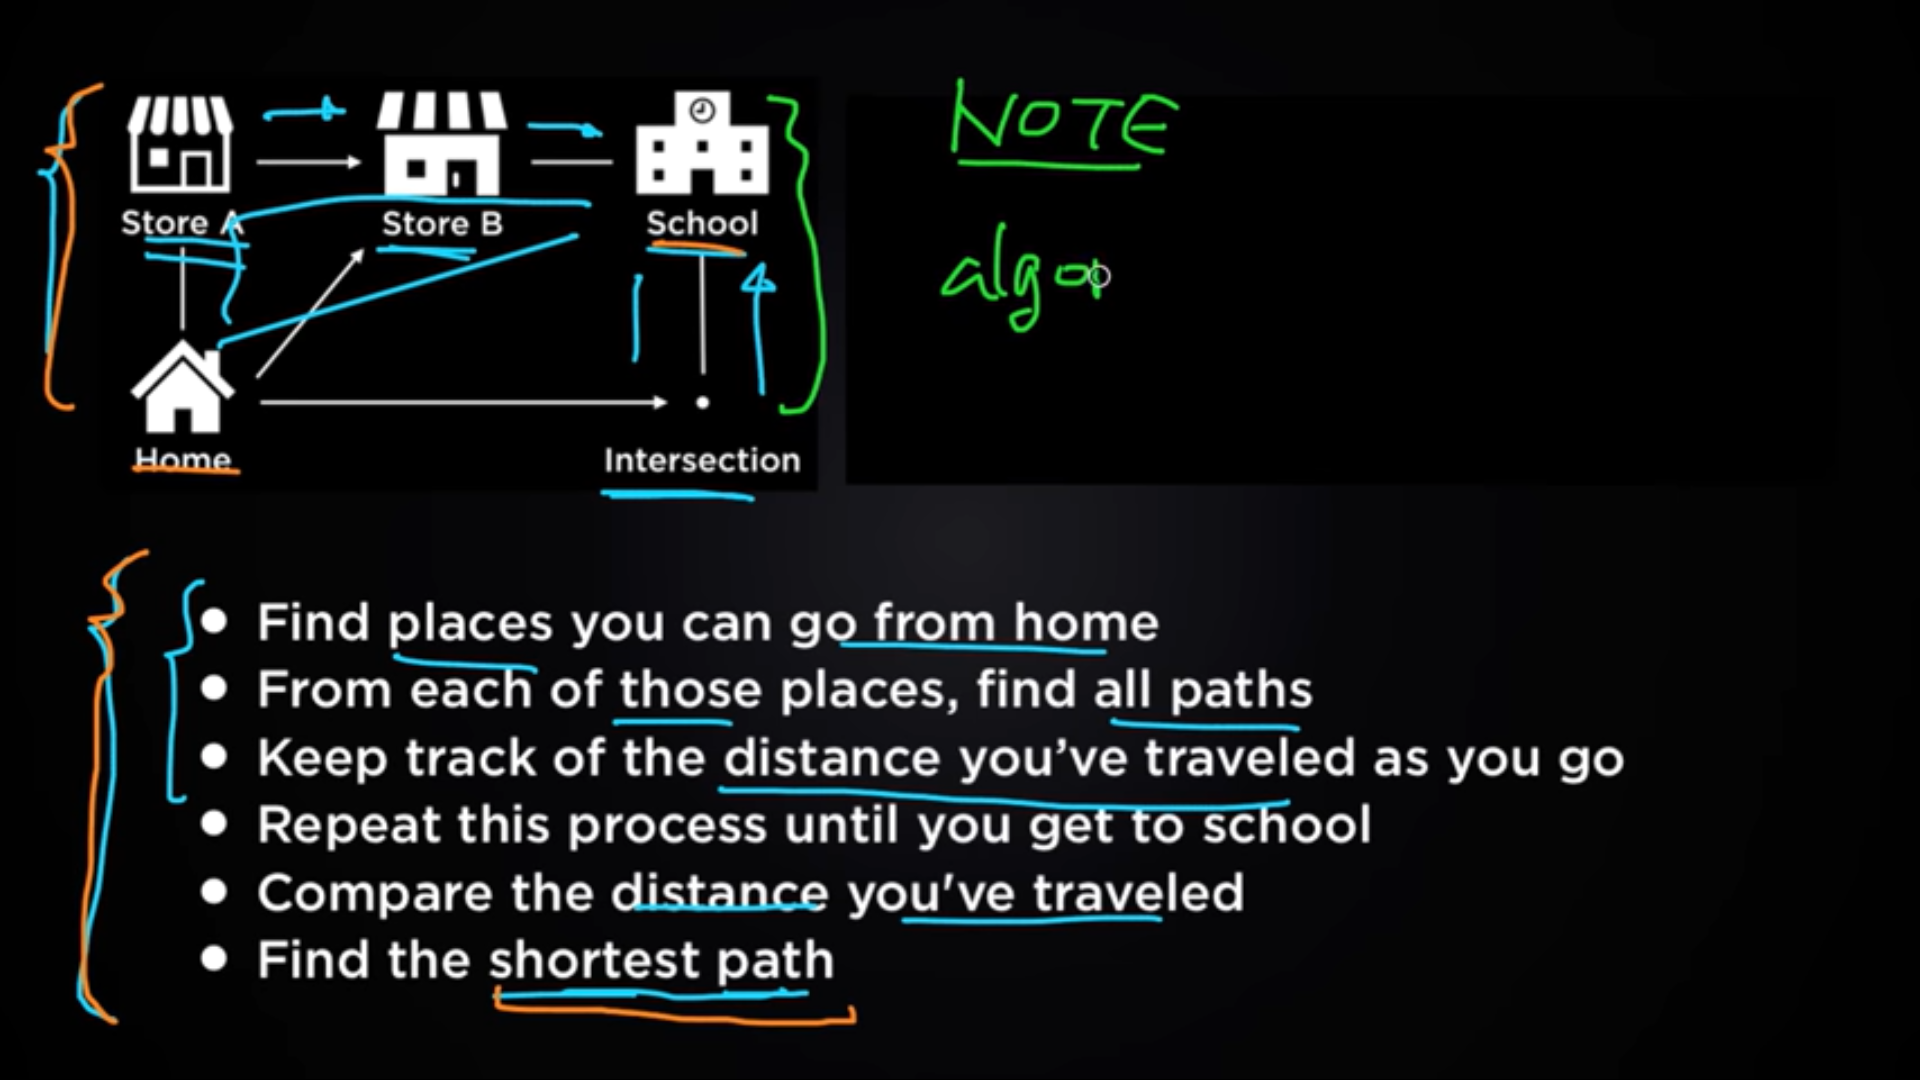 NOTE
Store A
Store B
School
algor
Home
Intersection
Find places you can go from home
From each of those places, find all paths
Keep track of the distance you’ve traveled as you go
Repeat this process until you get to school
Compare the distance you've traveled
Find the shortest path